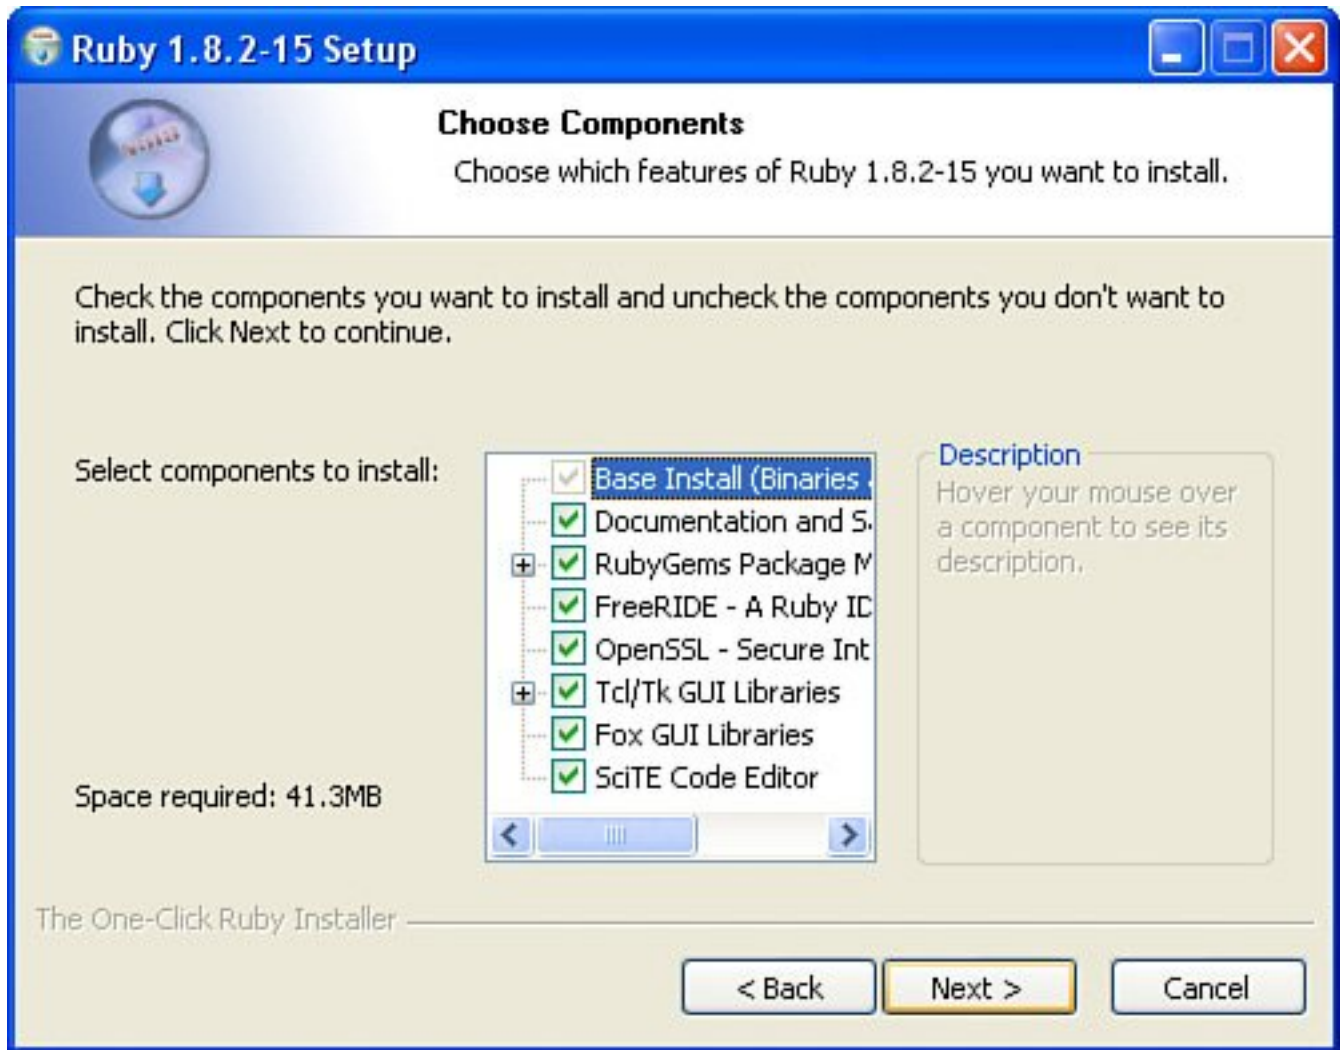 Ruby 1.8.2-15 Setup
Choose Components
Choose which features of Ruby 1.8.2-15 you want to install.
Check the components you want to install and uncheck the components you don't want to
install. Click Next to continue.
Select components to install:
Base Install (Binaries
Documentation and S
RubyGems Package M
FreeRIDE - A Ruby ID
OpenSSL - Secure Int
Tcl/Tk GUI Libraries
Fox GUI Libraries
SciTE Code Editor
Description
Hover your mouse over
a component to see its
description.
Space required: 41.3MB
The One-Click Ruby Installer
< Back
Next >
Cancel